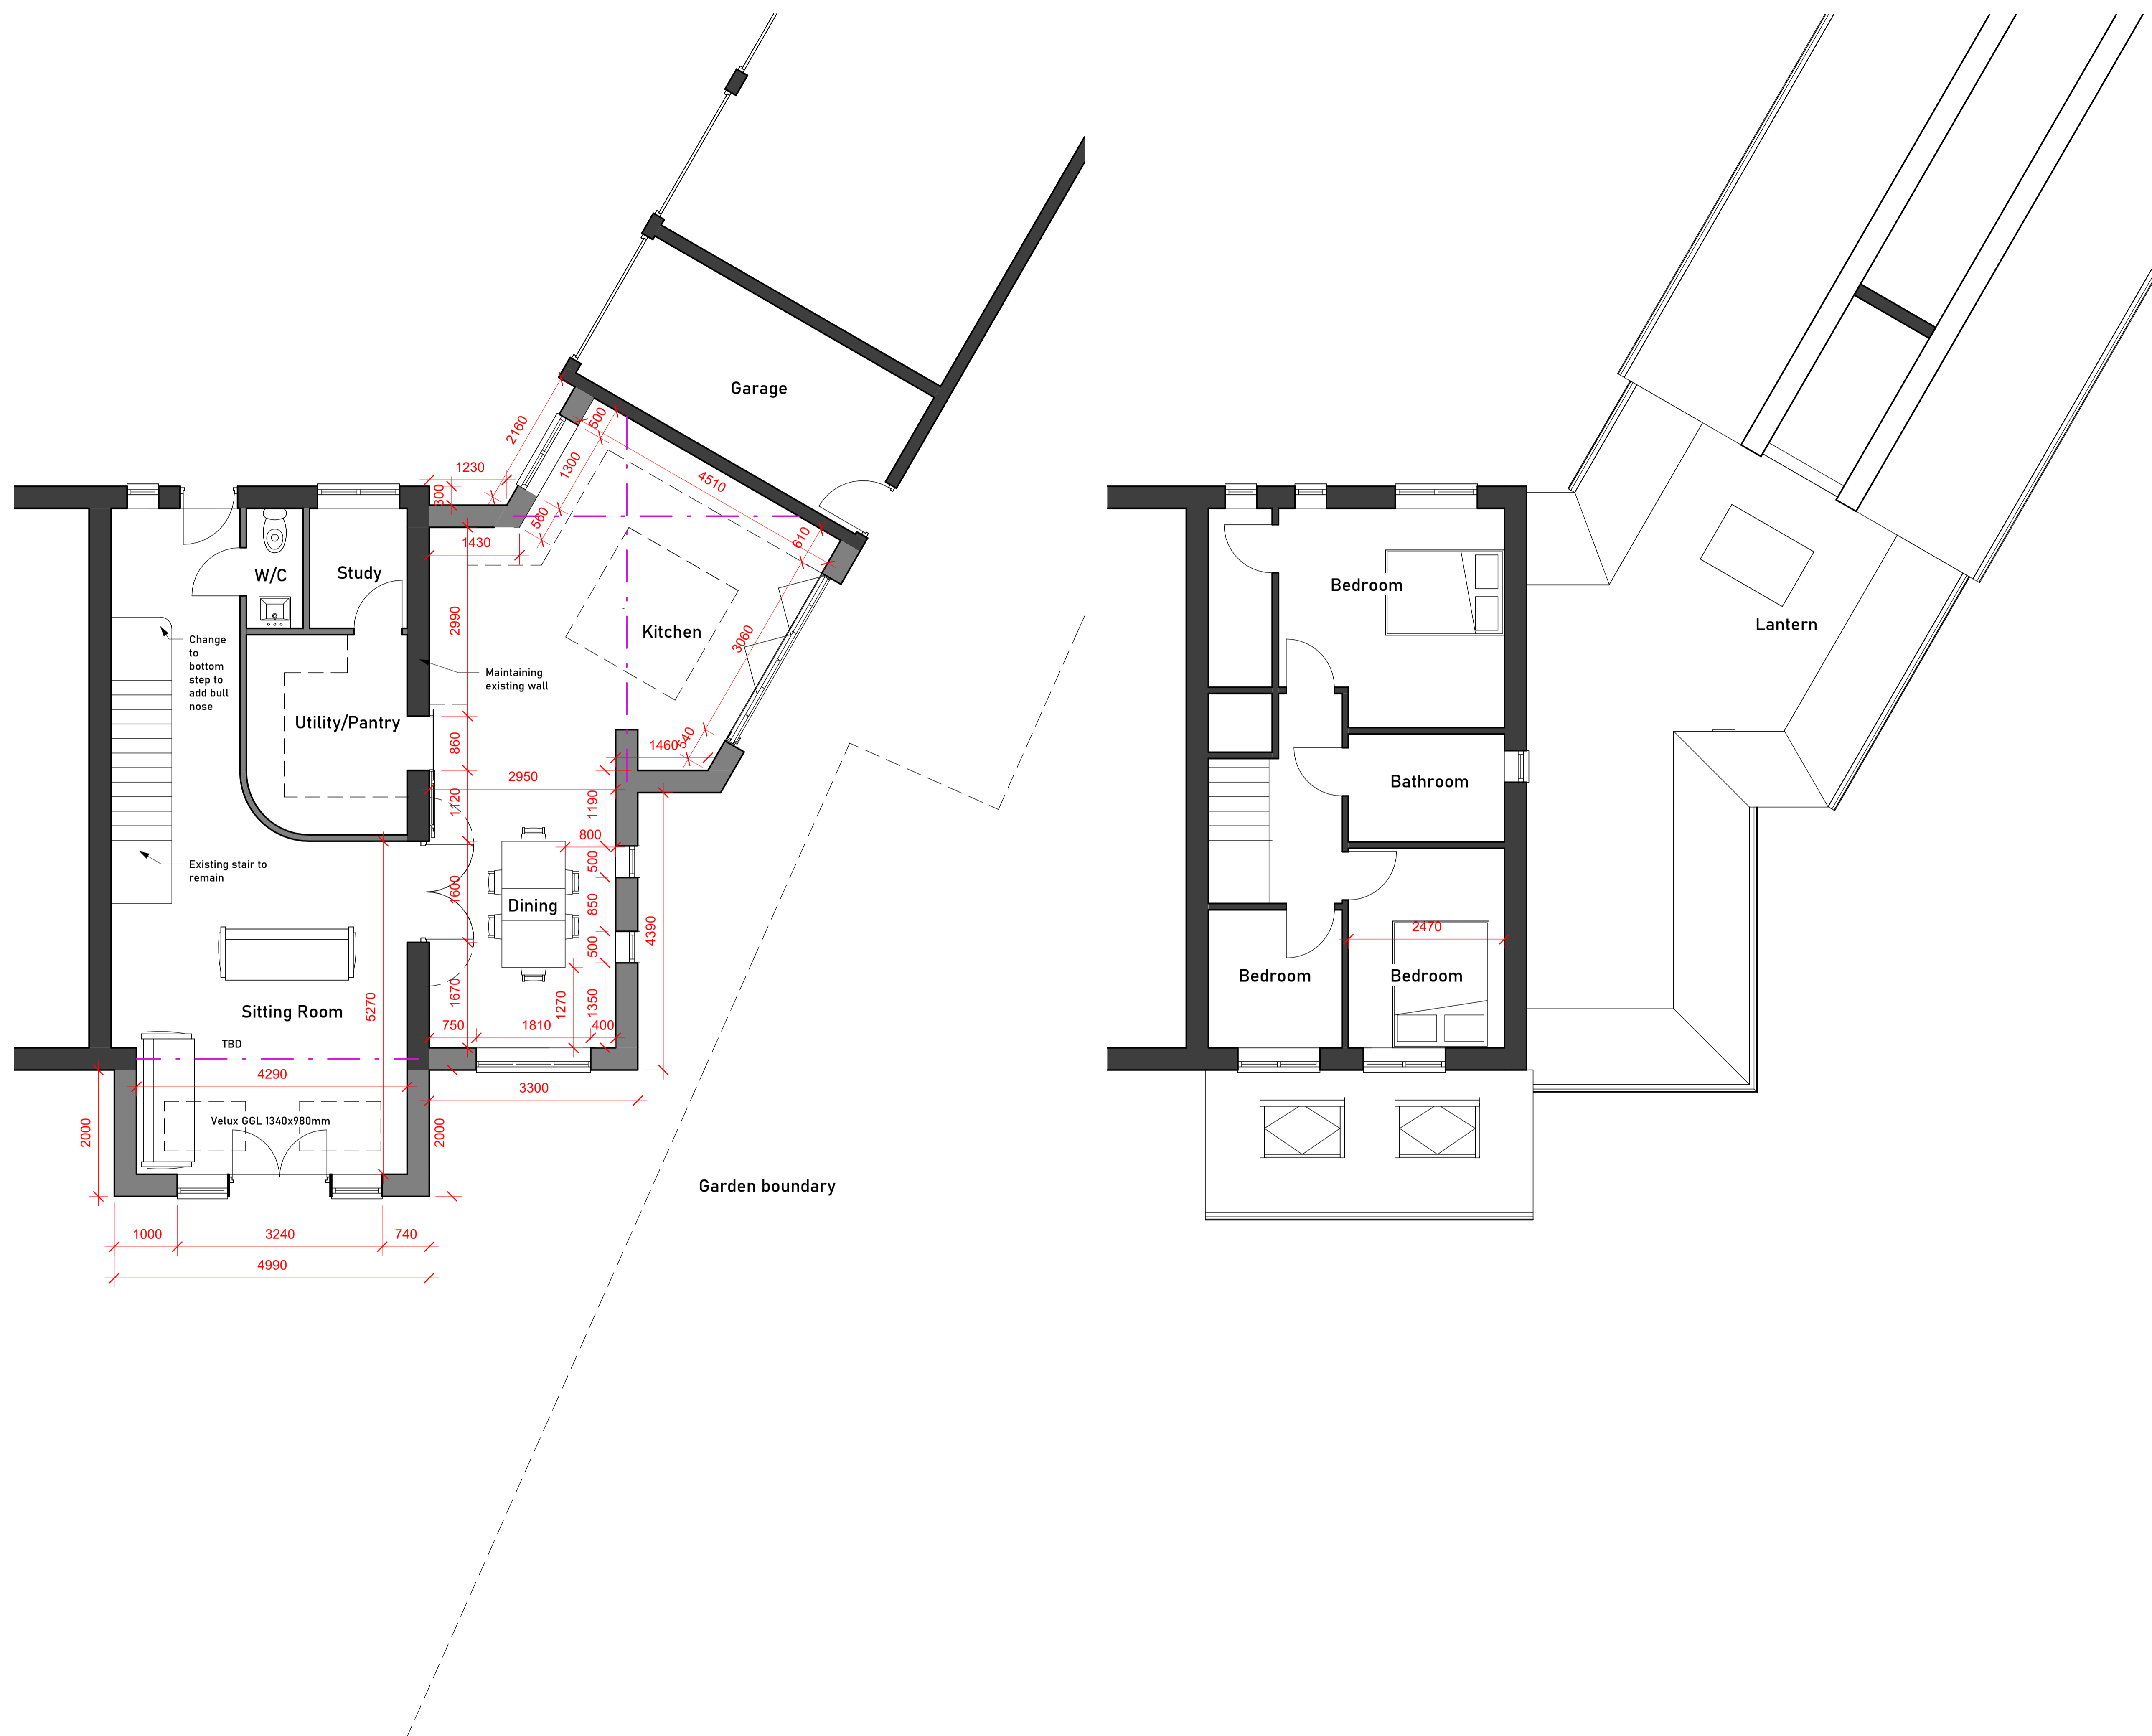 Garage
2160
500
1300
4510
1230
300
560
1430
610
W/C
Study
2990
Kitchen
3060
Change
to
bottom
step to
add bull
nose
Maintaining
existing wall
Utility/Pantry
860
1460
540
2950
1120
1190
800
500
Existing stair to
remain
1600
Dining
850
4390
500
Sitting Room
5270
1670
1270
1350
TBD
750
1810
400
4290
3300
Velux GGL 1340x980mm
2000
2000
Garden boundary
1000
3240
740
4990
Bedroom
Lantern
Bathroom
2470
Bedroom
Bedroom